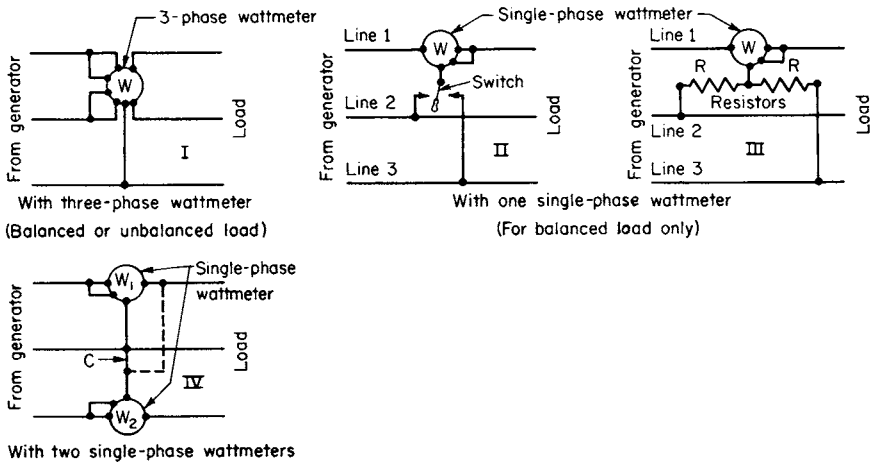 3-phase wattmeter
W
From generator
Load
I
With three-phase wattmeter
(Balanced or unbalanced load)
Single-phase wattmeter
Line 1
W
Switch
Line 2
From generator
Load
II
Line 3
Line 1
W
R
R
Resistors
Line 2
From generator
Load
III
Line 3
With one single-phase wattmeter
(For balanced load only)
W1
Single-phase
wattmeter
From generator
Load
C
IV
W2
With two single-phase wattmeters